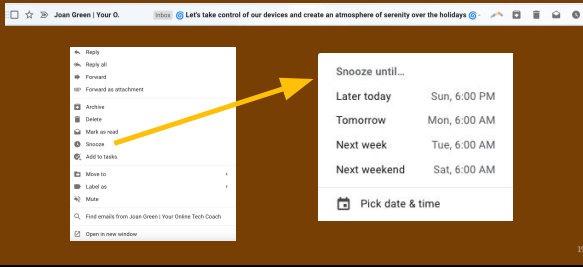 Joan Green | Your O. Inbox 🌀 Let's take control of our devices and create an atmosphere of serenity over the holidays 🌀 -
Reply
Reply all
Forward
Forward as attachment
Archive
Delete
Mark as read
Snooze
Add to tasks
Move to
Label as
Mute
Find emails from Joan Green | Your Online Tech Coach
Open in new window
Snooze until...
Later today Sun, 6:00 PM
Tomorrow Mon, 6:00 AM
Next week Tue, 6:00 AM
Next weekend Sat, 6:00 AM
Pick date & time